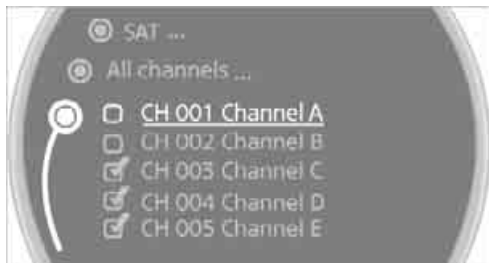 SAT ...
All channels ...
CH 001 Channel A
CH 002 Channel B
CH 003 Channel C
CH 004 Channel D
CH 005 Channel E